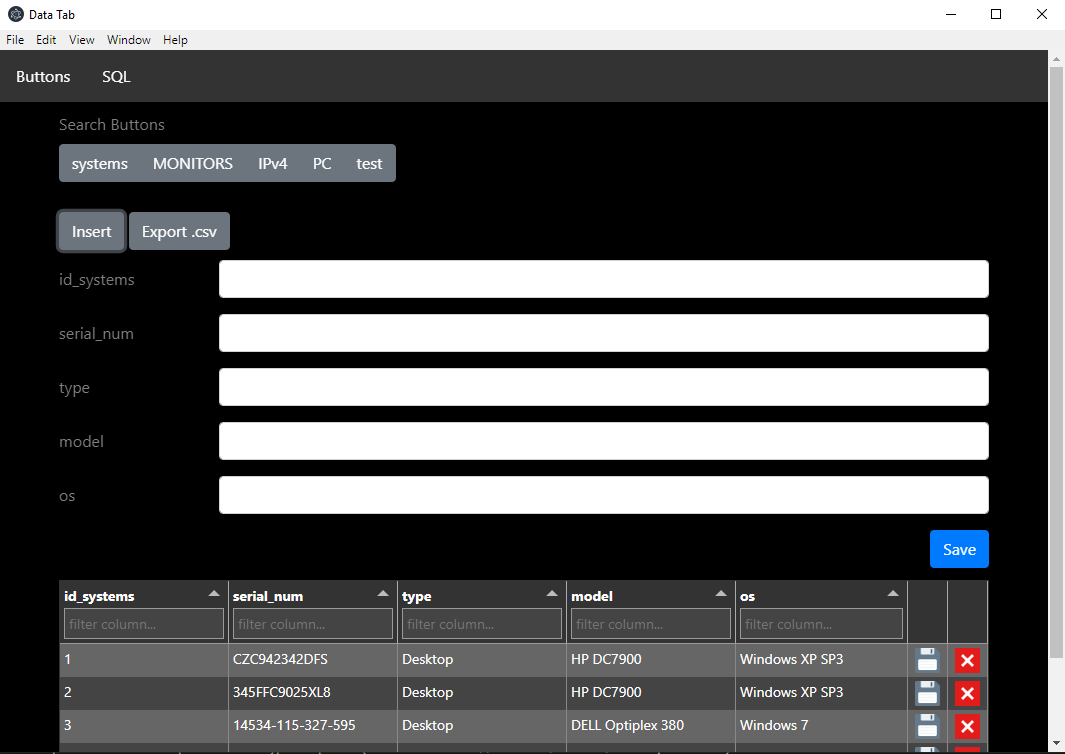 Data Tab
File Edit View Window Help
Buttons SQL
Search Buttons
systems MONITORS IPv4 PC test
Insert Export .csv
id_systems
serial_num
type
model
os
Save
id_systems serial_num type model os
filter column... filter column... filter column... filter column... filter column...
1 CZC942342DFS Desktop HP DC7900 Windows XP SP3
2 345FFC9025XL8 Desktop HP DC7900 Windows XP SP3
3 14534-115-327-595 Desktop DELL Optiplex 380 Windows 7